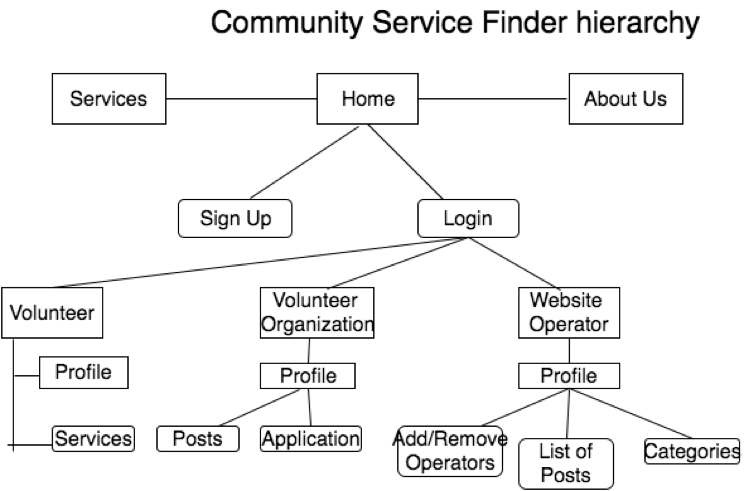 Community Service Finder hierarchy
Services
Home
About Us
Sign Up
Login
Volunteer
Volunteer
Organization
Website
Operator
Profile
Profile
Profile
Services
Posts
Application
Add/Remove
Operators
List of
Posts
Categories